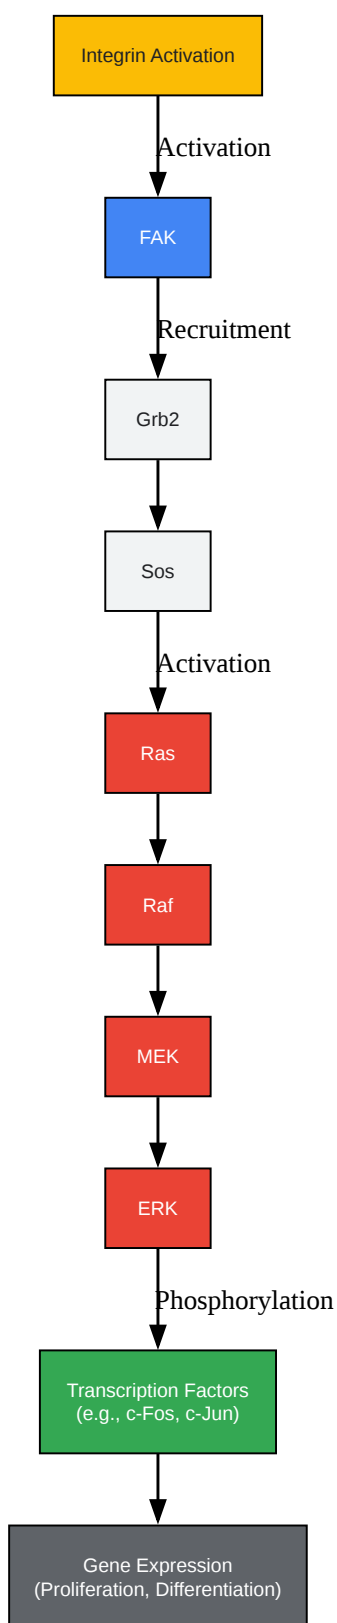 Integrin Activation
Activation
FAK
Recruitment
Grb2
Sos
Activation
Ras
Raf
MEK
ERK
Phosphorylation
Transcription Factors
(e.g., c-Fos, c-Jun)
Gene Expression
(Proliferation, Differentiation)